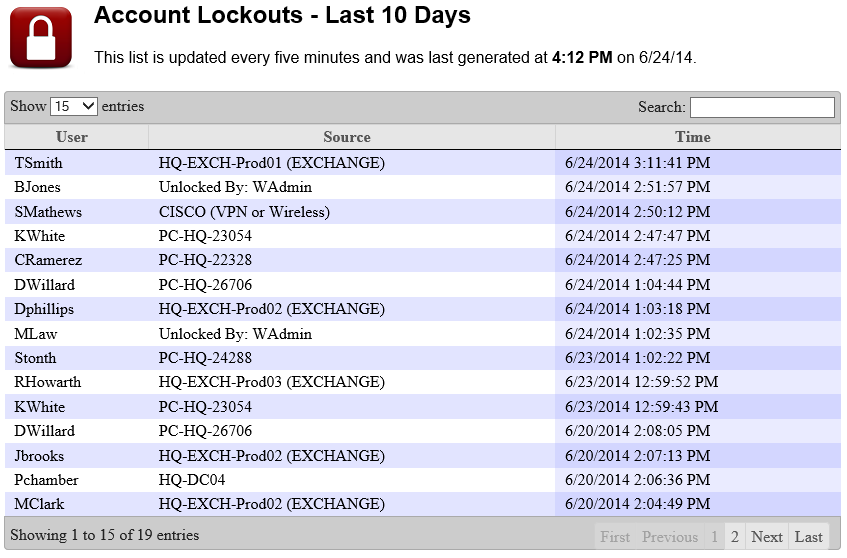 Account Lockouts - Last 10 Days
This list is updated every five minutes and was last generated at 4:12 PM on 6/24/14.
Show 15 entries Search:
User Source Time
TSmith HQ-EXCH-Prod01 (EXCHANGE) 6/24/2014 3:11:41 PM
BJones Unlocked By: WAdmin 6/24/2014 2:51:57 PM
SMathews CISCO (VPN or Wireless) 6/24/2014 2:50:12 PM
KWhite PC-HQ-23054 6/24/2014 2:47:47 PM
CRamerez PC-HQ-22328 6/24/2014 2:47:25 PM
DWillard PC-HQ-26706 6/24/2014 1:04:44 PM
Dphillips HQ-EXCH-Prod02 (EXCHANGE) 6/24/2014 1:03:18 PM
MLaw Unlocked By: WAdmin 6/24/2014 1:02:35 PM
Stonth PC-HQ-24288 6/23/2014 1:02:22 PM
RHowarth HQ-EXCH-Prod03 (EXCHANGE) 6/23/2014 12:59:52 PM
KWhite PC-HQ-23054 6/23/2014 12:59:43 PM
DWillard PC-HQ-26706 6/20/2014 2:08:05 PM
Jbrooks HQ-EXCH-Prod02 (EXCHANGE) 6/20/2014 2:07:13 PM
Pchamber HQ-DC04 6/20/2014 2:06:36 PM
MClark HQ-EXCH-Prod02 (EXCHANGE) 6/20/2014 2:04:49 PM
Showing 1 to 15 of 19 entries First Previous 1 2 Next Last